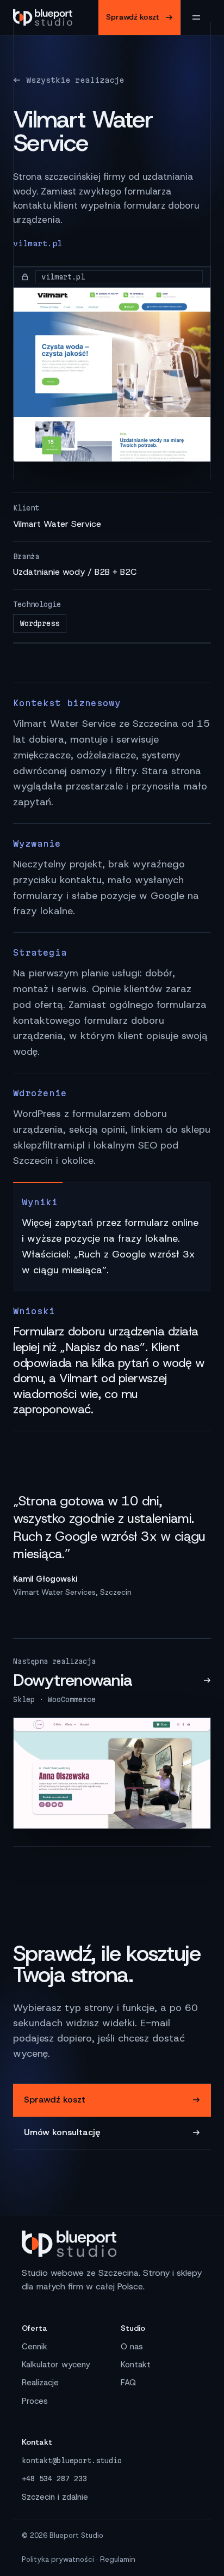 blueport
studio
Sprawdź koszt →
← Wszystkie realizacje
Vilmart Water
Service
Strona szczecińskiej firmy od uzdatniania
wody. Zamiast zwykłego formularza
kontaktu klient wypełnia formularz doboru
urządzenia.
vilmart.pl
vilmart.pl
Vilmart
Czysta woda –
czysta jakość!
Uzdatnianie wody na miarę
Twoich potrzeb.
Klient
Vilmart Water Service
Branża
Uzdatnianie wody / B2B + B2C
Technologie
Wordpress
Kontekst biznesowy
Vilmart Water Service ze Szczecina od 15
lat dobiera, montuje i serwisuje
zmiękczacze, odżelaziacze, systemy
odwróconej osmozy i filtry. Stara strona
wyglądała przestarzale i przynosiła mało
zapytań.
Wyzwanie
Nieczytelny projekt, brak wyraźnego
przycisku kontaktu, mało wysłanych
formularzy i słabe pozycje w Google na
frazy lokalne.
Strategia
Na pierwszym planie usługi: dobór,
montaż i serwis. Opinie klientów zaraz
pod ofertą. Zamiast ogólnego formularza
kontaktowego formularz doboru
urządzenia, w którym klient opisuje swoją
wodę.
Wdrożenie
WordPress z formularzem doboru
urządzenia, sekcją opinii, linkiem do sklepu
sklepzfiltrami.pl i lokalnym SEO pod
Szczecin i okolice.
Wyniki
Więcej zapytań przez formularz online
i wyższe pozycje na frazy lokalne.
Właściciel: „Ruch z Google wzrósł 3x
w ciągu miesiąca”.
Wnioski
Formularz doboru urządzenia działa
lepiej niż „Napisz do nas”. Klient
odpowiada na kilka pytań o wodę w
domu, a Vilmart od pierwszej
wiadomości wie, co mu
zaproponować.
„Strona gotowa w 10 dni,
wszystko zgodnie z ustaleniami.
Ruch z Google wzrósł 3x w ciągu
miesiąca.”
Kamil Głogowski
Vilmart Water Services, Szczecin
Następna realizacja
Dowytrenowania →
Sklep · WooCommerce
Anna Szewczyk
Sprawdź, ile kosztuje
Twoja strona.
Wybierasz typ strony i funkcje, a po 60
sekundach widzisz widełki. E-mail
podajesz dopiero, jeśli chcesz dostać
wycenę.
Sprawdź koszt →
Umów konsultację →
blueport
studio
Studio webowe ze Szczecina. Strony i sklepy
dla małych firm w całej Polsce.
Oferta
Cennik
Kalkulator wyceny
Realizacje
Proces
Studio
O nas
Kontakt
FAQ
Kontakt
kontakt@blueport.studio
+48 534 287 233
Szczecin i zdalnie
© 2026 Blueport Studio
Polityka prywatności · Regulamin